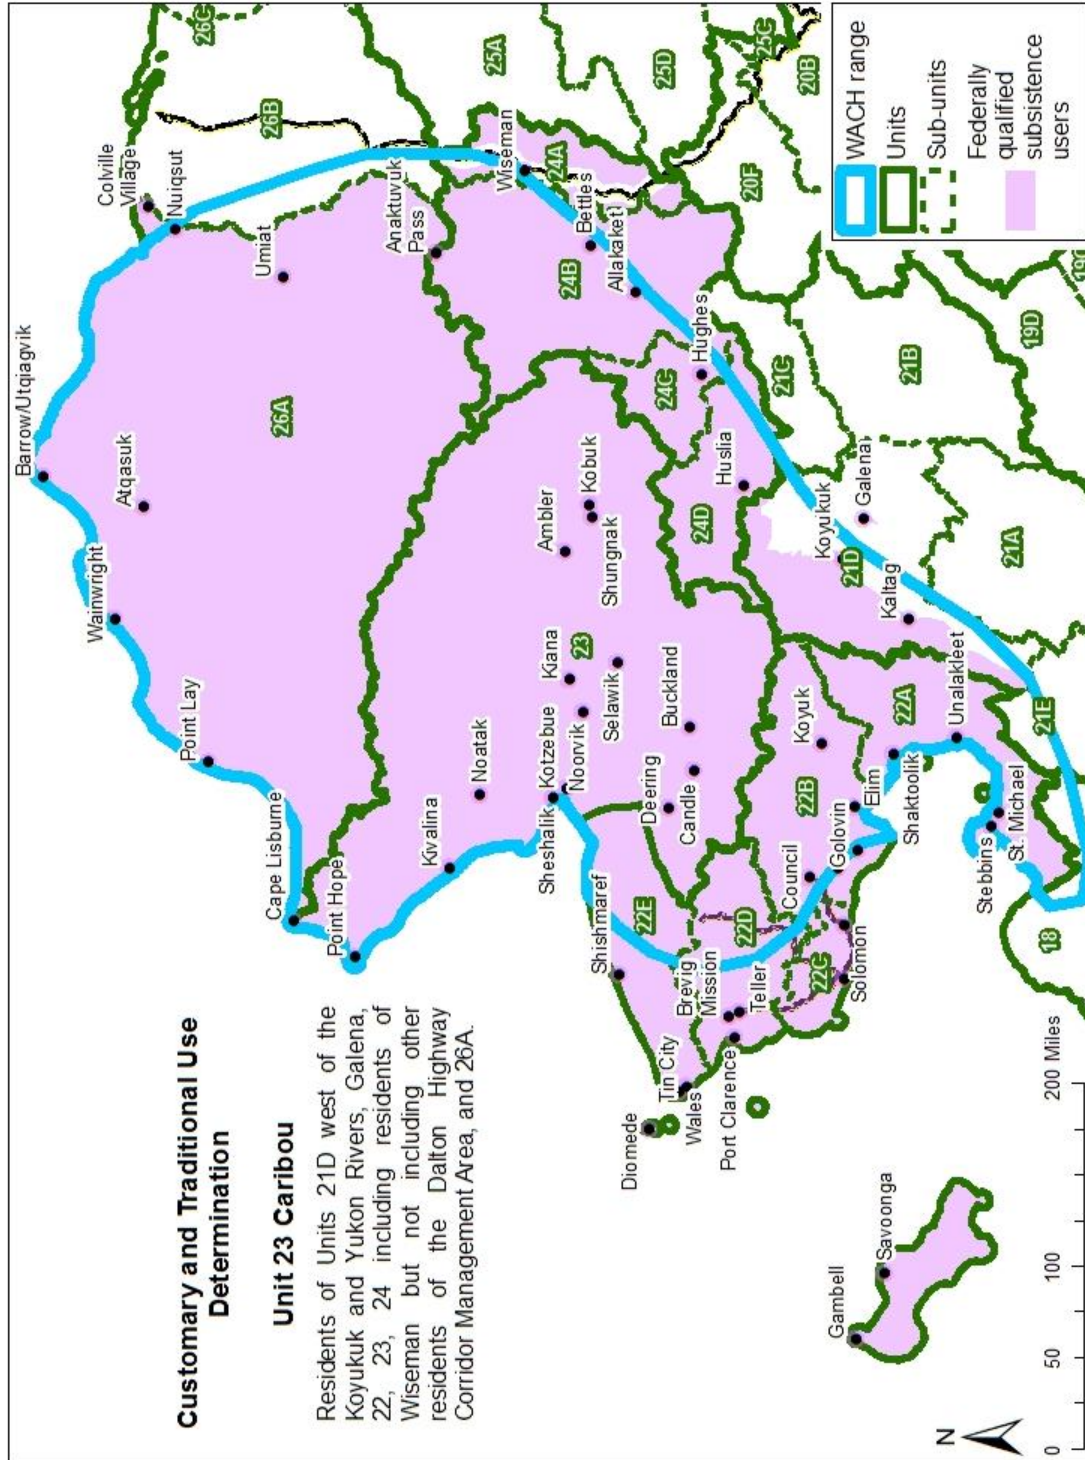 Customary and Traditional Use
Determination
Unit 23 Caribou
Residents of Units 21D west of the
Koyukuk and Yukon Rivers, Galena,
22, 23, 24 including residents of
Wiseman but not including other
residents of the Dalton Highway
Corridor Management Area, and 26A.
Barrow/Utqiagvik
Colville
Village
Nuiqsut
26C
26B
Atqasuk
Wainwright
26A
Umiat
Point Lay
Anaktuvuk
Pass
25A
Cape Lisburne
Point Hope
Wiseman
24A
25D
25C
Kivalina
Noatak
Bettles
24B
Allakaket
20F
20B
Sheshalik
Kotzebue
Noorvik
Kiana
23
Selawik
Ambler
Shungnak
Kobuk
24C
Hughes
Shishmaref
22E
Deering
Candle
Buckland
24D
Huslia
21C
Diomede
Tin City
Wales
Brevig
Mission
Port Clarence
Teller
22D
Council
22C
Solomon
22B
Koyuk
Golovin
Elim
Koyukuk
21D
Galena
21B
19D
19C
Kaltag
22A
Shaktoolik
Unalakleet
21A
21E
Stebbins
St. Michael
18
Gambell
Savoonga
N
0 50 100 200 Miles
WACH range
Units
Sub-units
Federally
qualified
subsistence
users